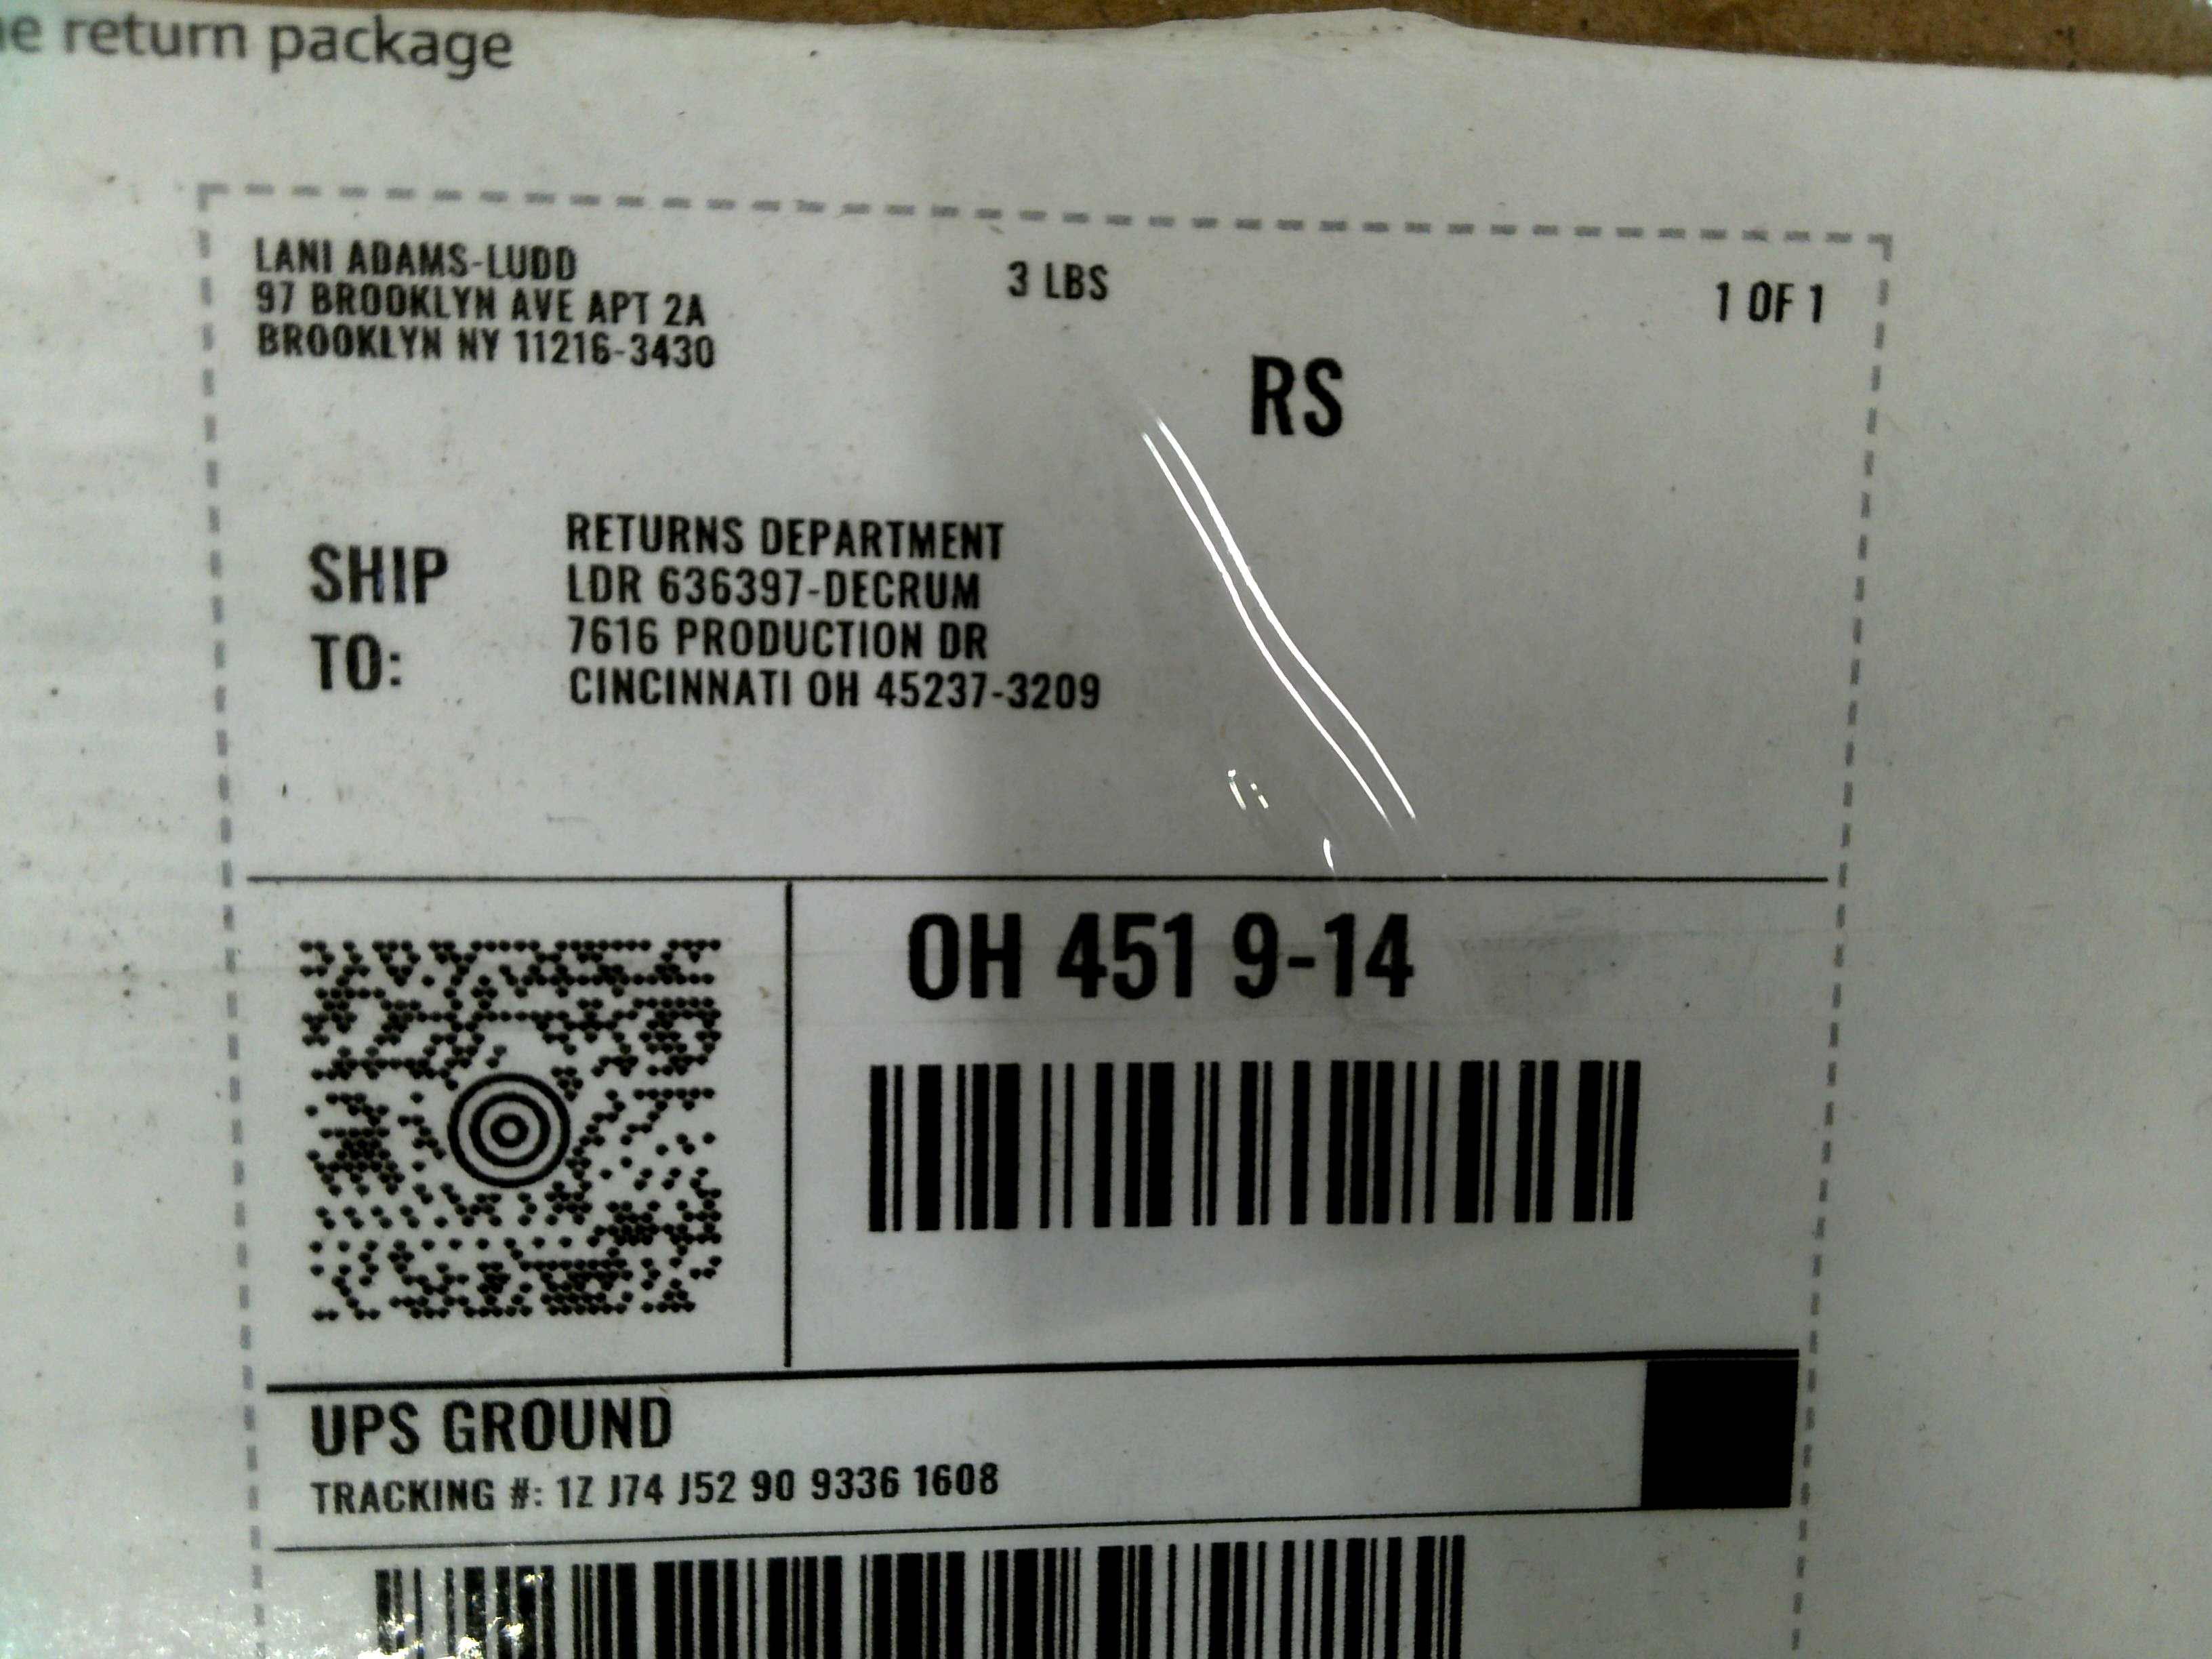 he return package
LANI ADAMS-LUDD
97 BROOKLYN AVE APT 2A
BROOKLYN NY 11216-3430
3 LBS
1 OF 1
RS
SHIP
TO:
RETURNS DEPARTMENT
LDR 636397-DECRUM
7616 PRODUCTION DR
CINCINNATI OH 45237-3209
OH 451 9-14
UPS GROUND
TRACKING #: 1Z J74 J52 90 9336 1608